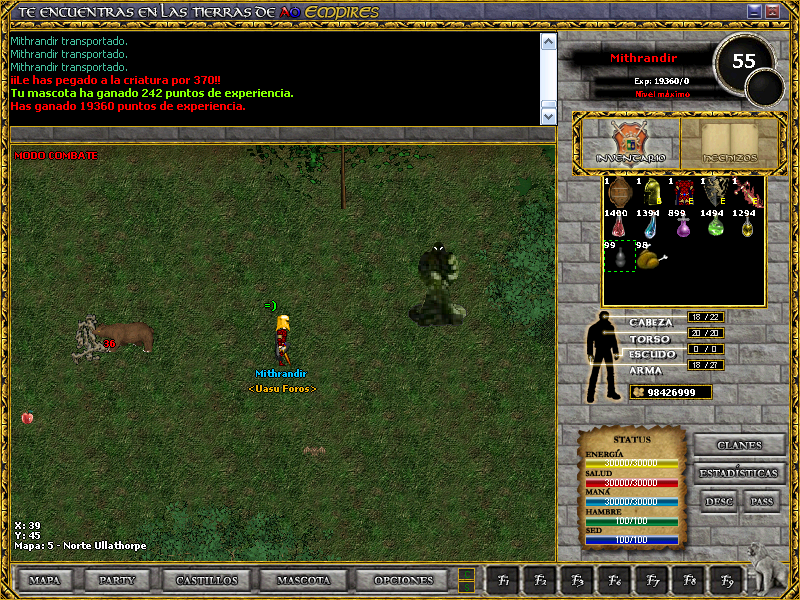 TE ENCUENTRAS EN LAS TIERRAS DE AO EMPIRES
Mithrandir transportado.
Mithrandir transportado.
Mithrandir transportado.
¡¡Le has pegado a la criatura por 370!!
Tu mascota ha ganado 242 puntos de experiencia.
Has ganado 19360 puntos de experiencia.
Mithrandir
55
Exp: 19360/0
Nivel máximo
INVENTARIO
HECHIZOS
MODO COMBATE
1 1 1 1 1
E E E
1400 1394 899 1494 1294
99 98
=)
36
Mithrandir
<Uasu Foros>
CABEZA 18 / 22
TORSO 20 / 20
ESCUDO 0 / 0
ARMA 18 / 27
98426999
STATUS
ENERGÍA
30000/30000
SALUD
30000/30000
MANÁ
30000/30000
HAMBRE
100/100
SED
100/100
CLANES
ESTADÍSTICAS
DESC PASS
X: 39
Y: 45
Mapa: 5 - Norte Ullathorpe
MAPA PARTY CASTILLOS MASCOTA OPCIONES F1 F2 F3 F6 F7 F8 F9